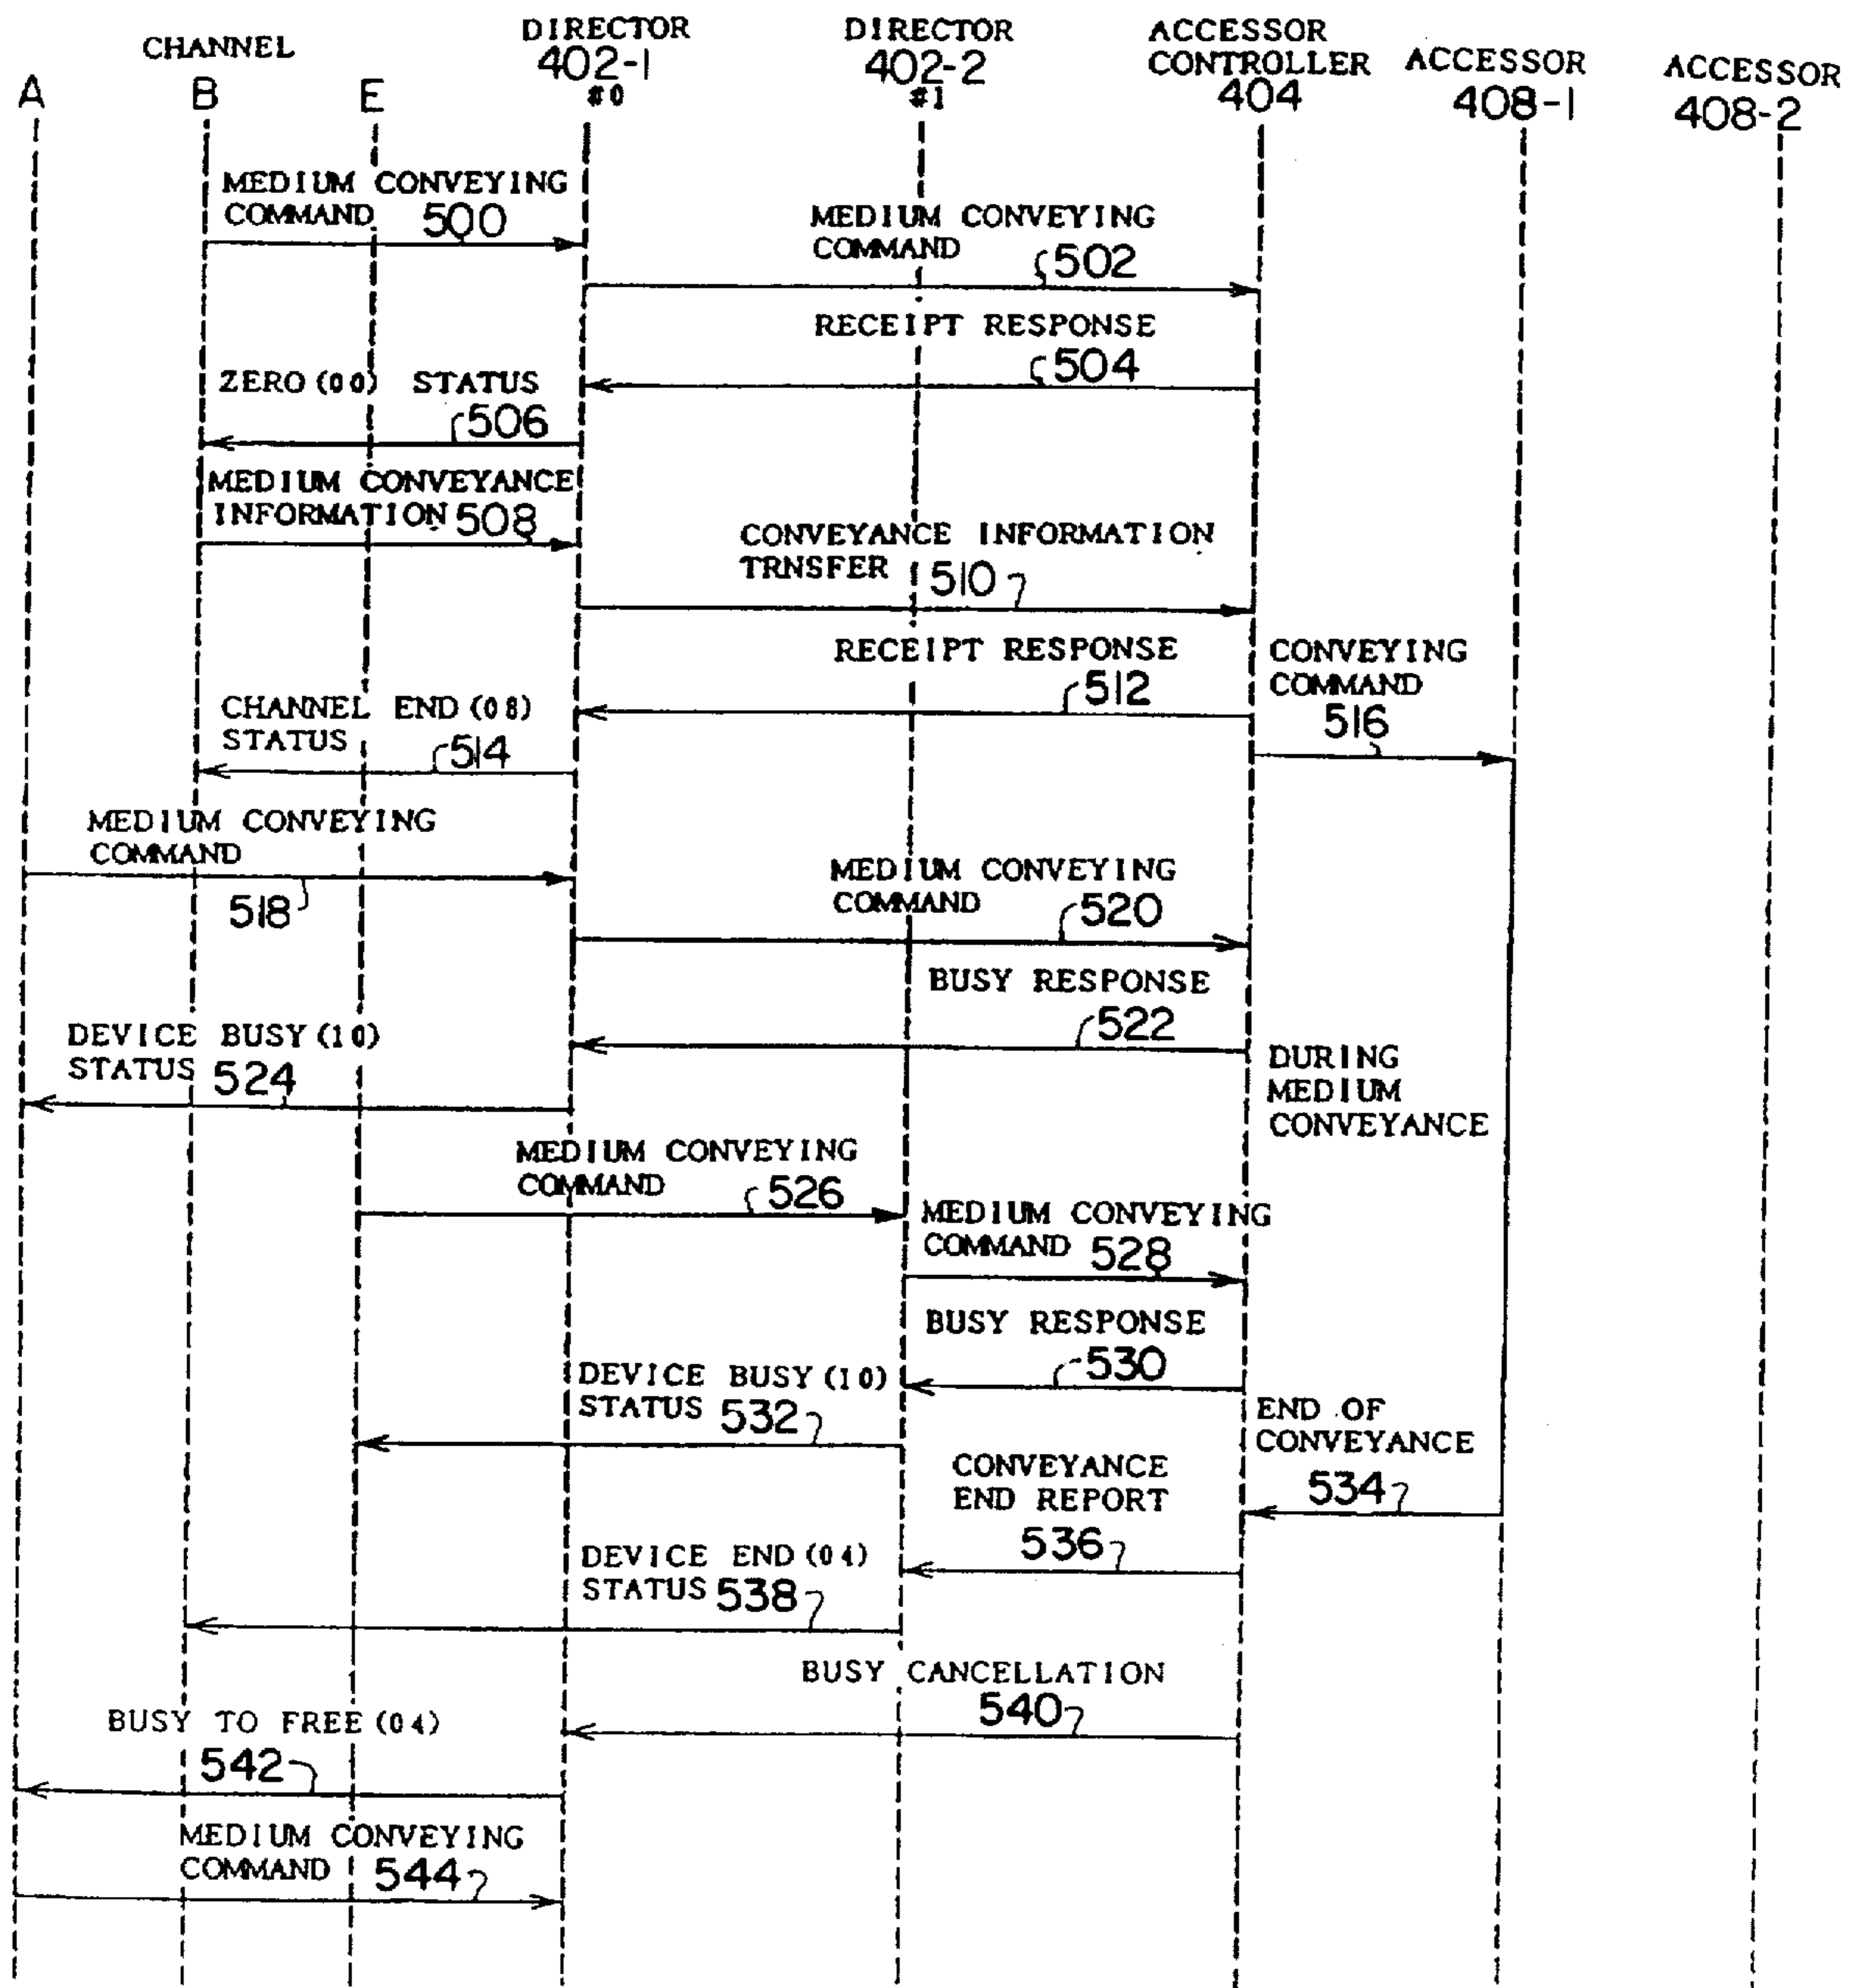 CHANNEL
A
B
E
DIRECTOR
402-1
#0
DIRECTOR
402-2
#1
ACCESSOR
CONTROLLER
404
ACCESSOR
408-1
ACCESSOR
408-2
MEDIUM CONVEYING
COMMAND 500
MEDIUM CONVEYING
COMMAND
502
RECEIPT RESPONSE
504
ZERO (00) STATUS
506
MEDIUM CONVEYANCE
INFORMATION 508
CONVEYANCE INFORMATION
TRNSFER 510
RECEIPT RESPONSE
512
CONVEYING
COMMAND
516
CHANNEL END (08)
STATUS 514
MEDIUM CONVEYING
COMMAND
518
MEDIUM CONVEYING
COMMAND 520
BUSY RESPONSE
522
DEVICE BUSY (10)
STATUS 524
DURING
MEDIUM
CONVEYANCE
MEDIUM CONVEYING
COMMAND 526
MEDIUM CONVEYING
COMMAND 528
BUSY RESPONSE
530
DEVICE BUSY (10)
STATUS 532
END OF
CONVEYANCE
534
CONVEYANCE
END REPORT
536
DEVICE END (04)
STATUS 538
BUSY CANCELLATION
540
BUSY TO FREE (04)
542
MEDIUM CONVEYING
COMMAND 544